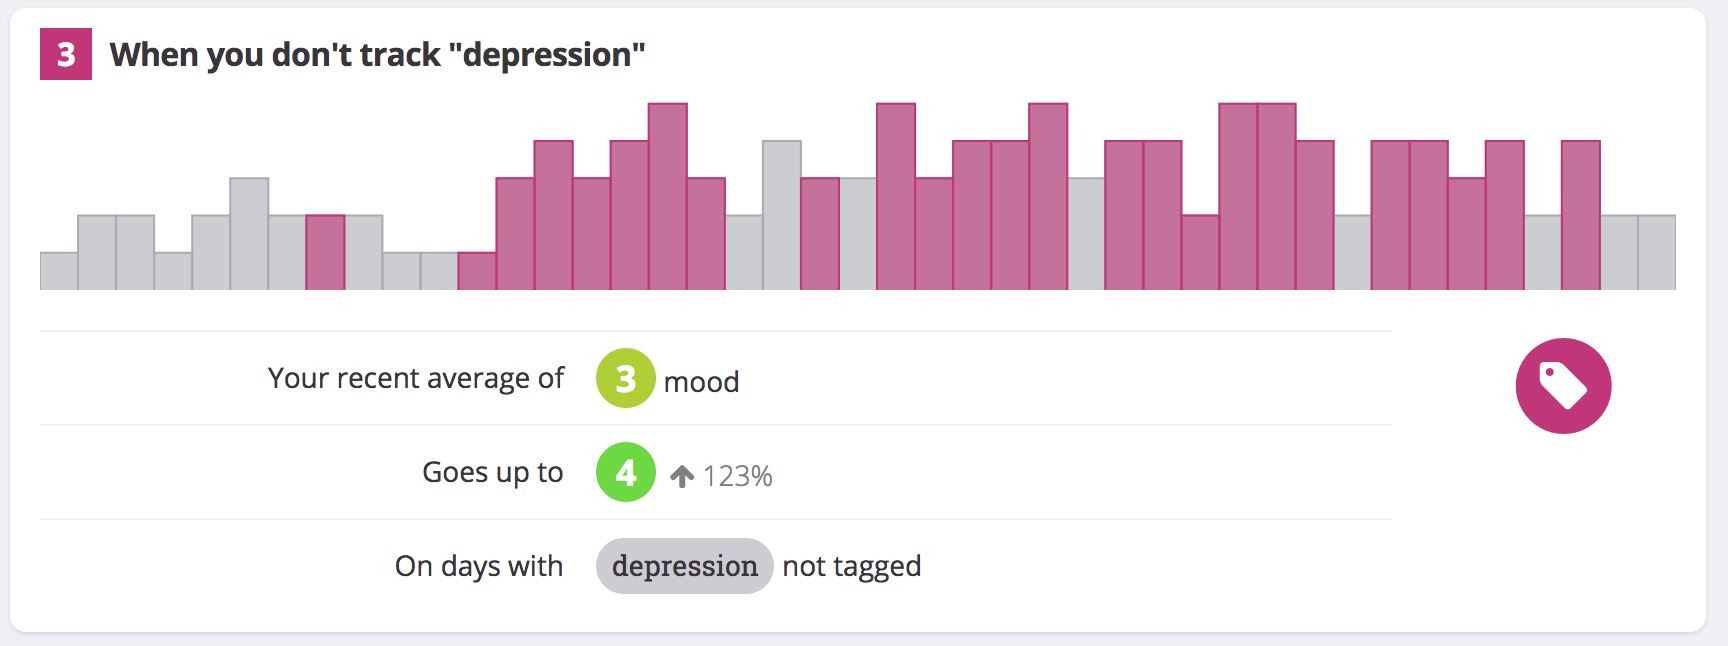 3 When you don't track "depression"
Your recent average of 3 mood
Goes up to 4 123%
On days with depression not tagged